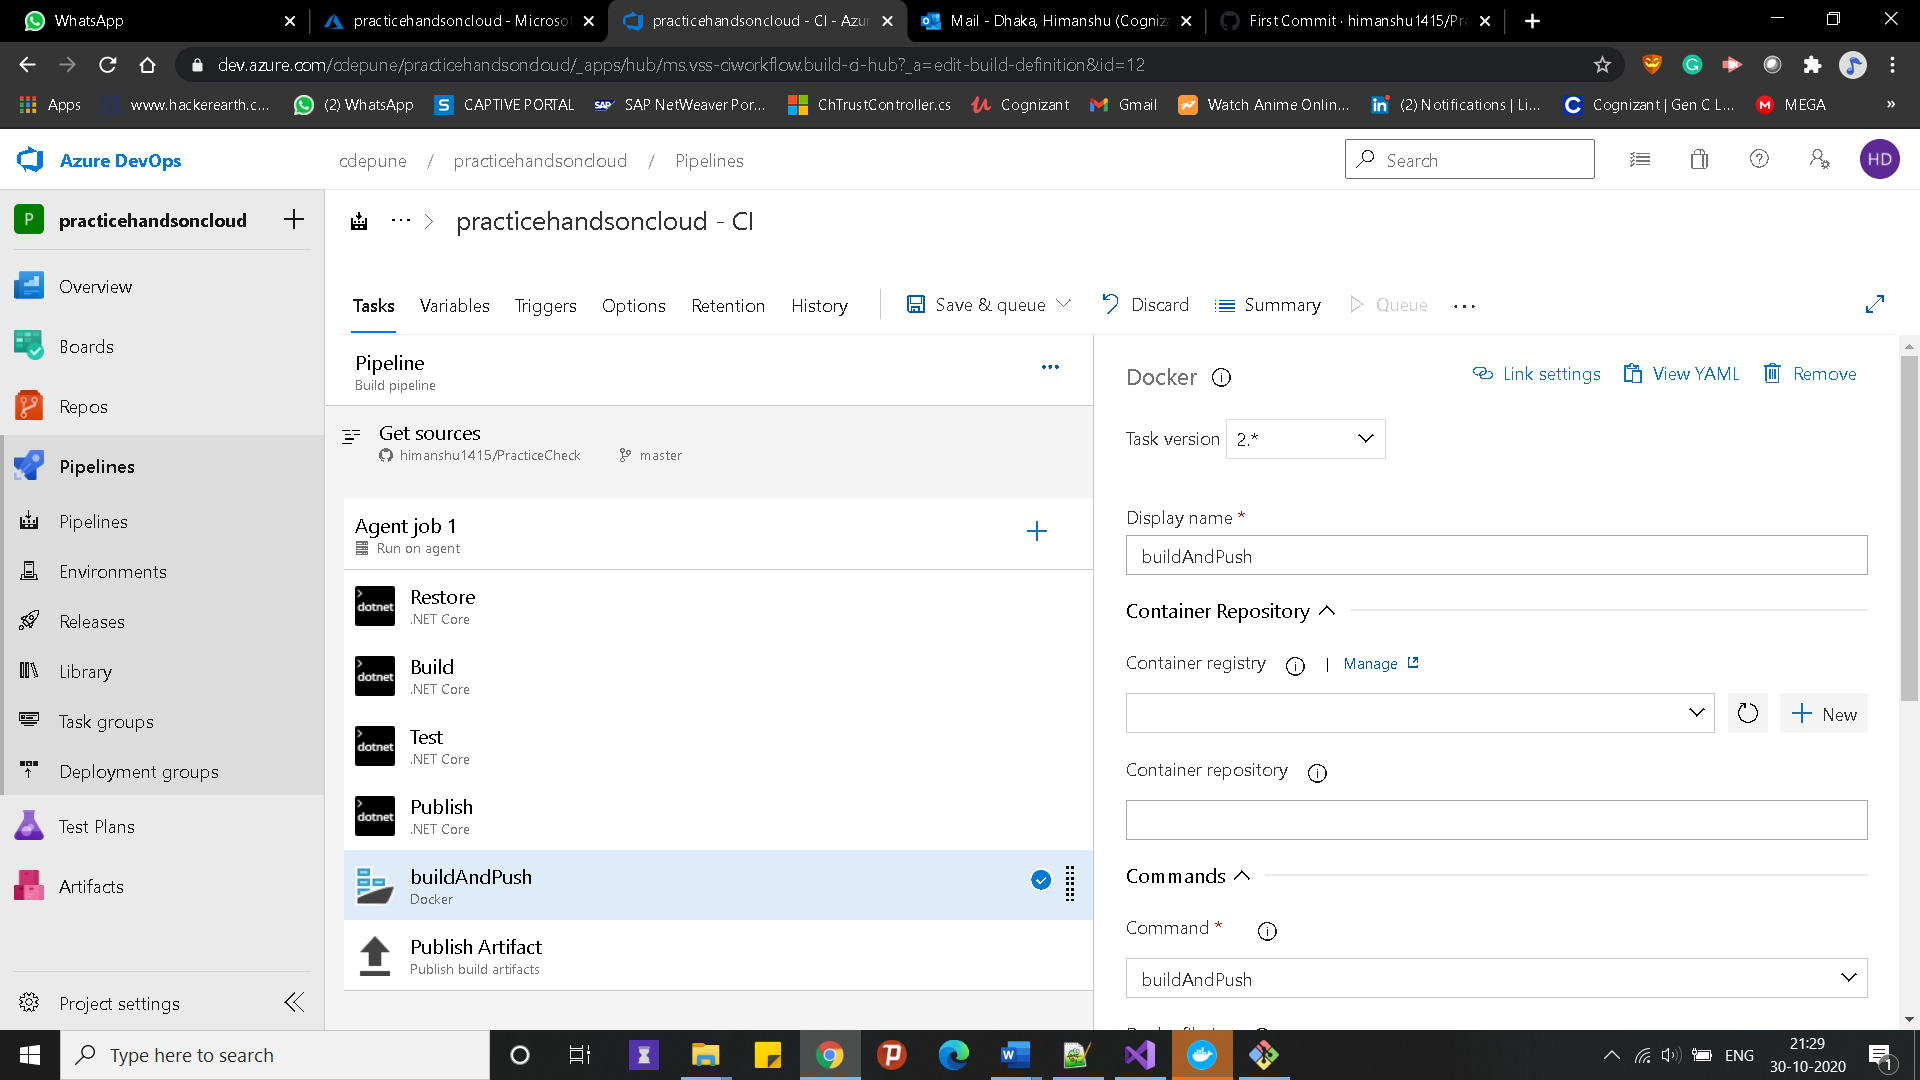 WhatsApp
practicehandsoncloud - Microso
practicehandsoncloud - CI - Azur
Mail - Dhaka, Himanshu (Cogniza
First Commit · himanshu1415/Pra
dev.azure.com/cdepune/practicehandsoncloud/_apps/hub/ms.vss-ciworkflow.build-ci-hub?_a=edit-build-definition&id=12
Apps
www.hackerearth.c...
(2) WhatsApp
CAPTIVE PORTAL
SAP NetWeaver Por...
ChTrustController.cs
Cognizant
Gmail
Watch Anime Onlin...
(2) Notifications | Li...
Cognizant | Gen C L...
MEGA
»
Azure DevOps
cdepune / practicehandsoncloud / Pipelines
Search
HD
P
practicehandsoncloud
Overview
Boards
Repos
Pipelines
Pipelines
Environments
Releases
Library
Task groups
Deployment groups
Test Plans
Artifacts
Project settings
practicehandsoncloud - CI
Tasks
Variables
Triggers
Options
Retention
History
Save & queue
Discard
Summary
Queue
Pipeline
Build pipeline
Get sources
himanshu1415/PracticeCheck
master
Agent job 1
Run on agent
dotnet
Restore
.NET Core
dotnet
Build
.NET Core
dotnet
Test
.NET Core
dotnet
Publish
.NET Core
buildAndPush
Docker
Publish Artifact
Publish build artifacts
Docker
Link settings
View YAML
Remove
Task version
2.*
Display name *
buildAndPush
Container Repository
Container registry
| Manage
New
Container repository
Commands
Command *
buildAndPush
Type here to search
ENG
21:29
30-10-2020
1